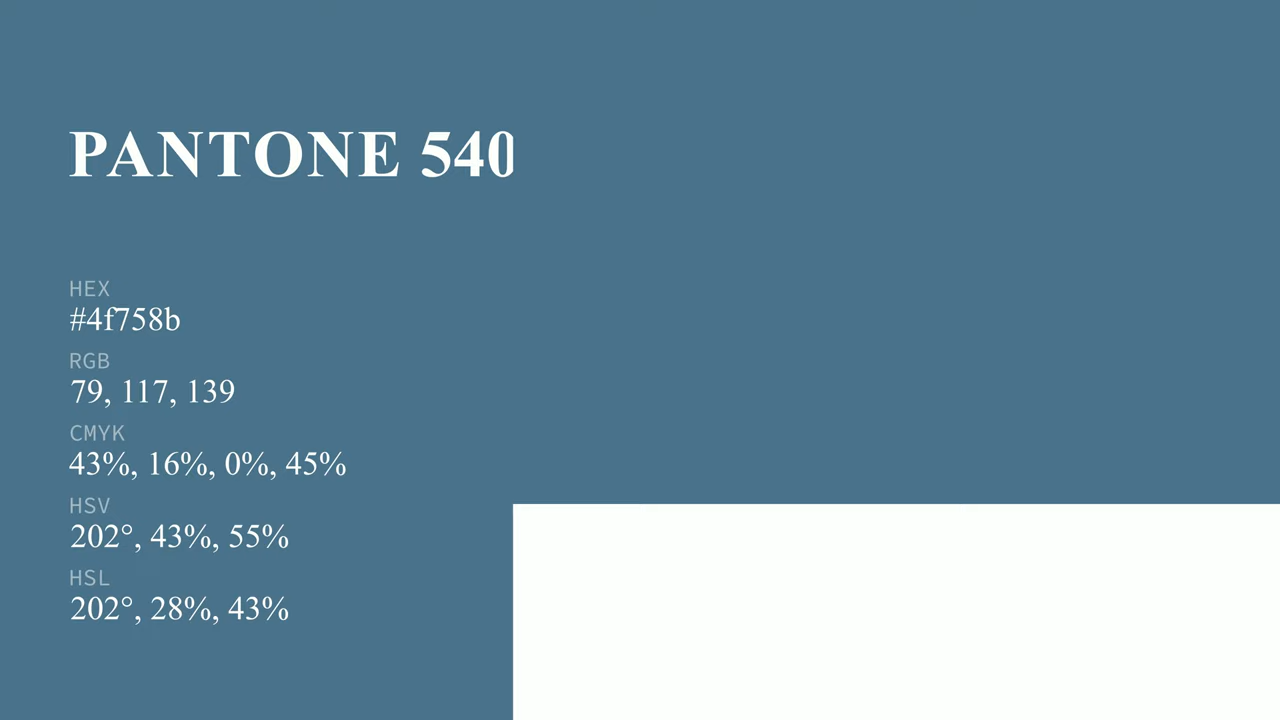 PANTONE 540
HEX
#4f758b
RGB
79, 117, 139
CMYK
43%, 16%, 0%, 45%
HSV
202°, 43%, 55%
HSL
202°, 28%, 43%